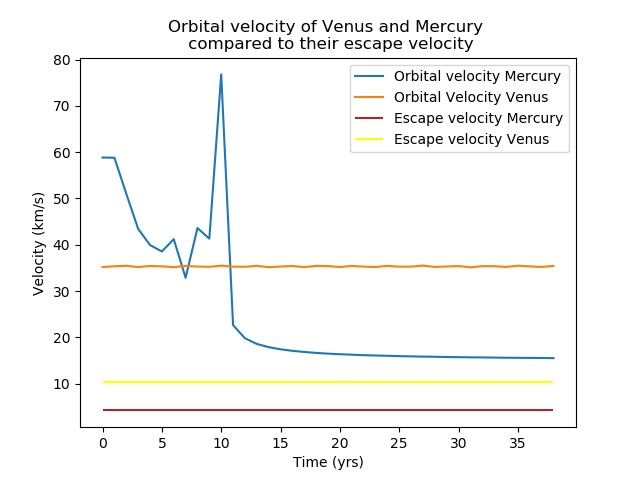 Orbital velocity of Venus and Mercury
compared to their escape velocity
Orbital velocity Mercury
Orbital Velocity Venus
Escape velocity Mercury
Escape velocity Venus
Velocity (km/s)
80
70
60
50
40
30
20
10
0
5
10
15
20
25
30
35
Time (yrs)